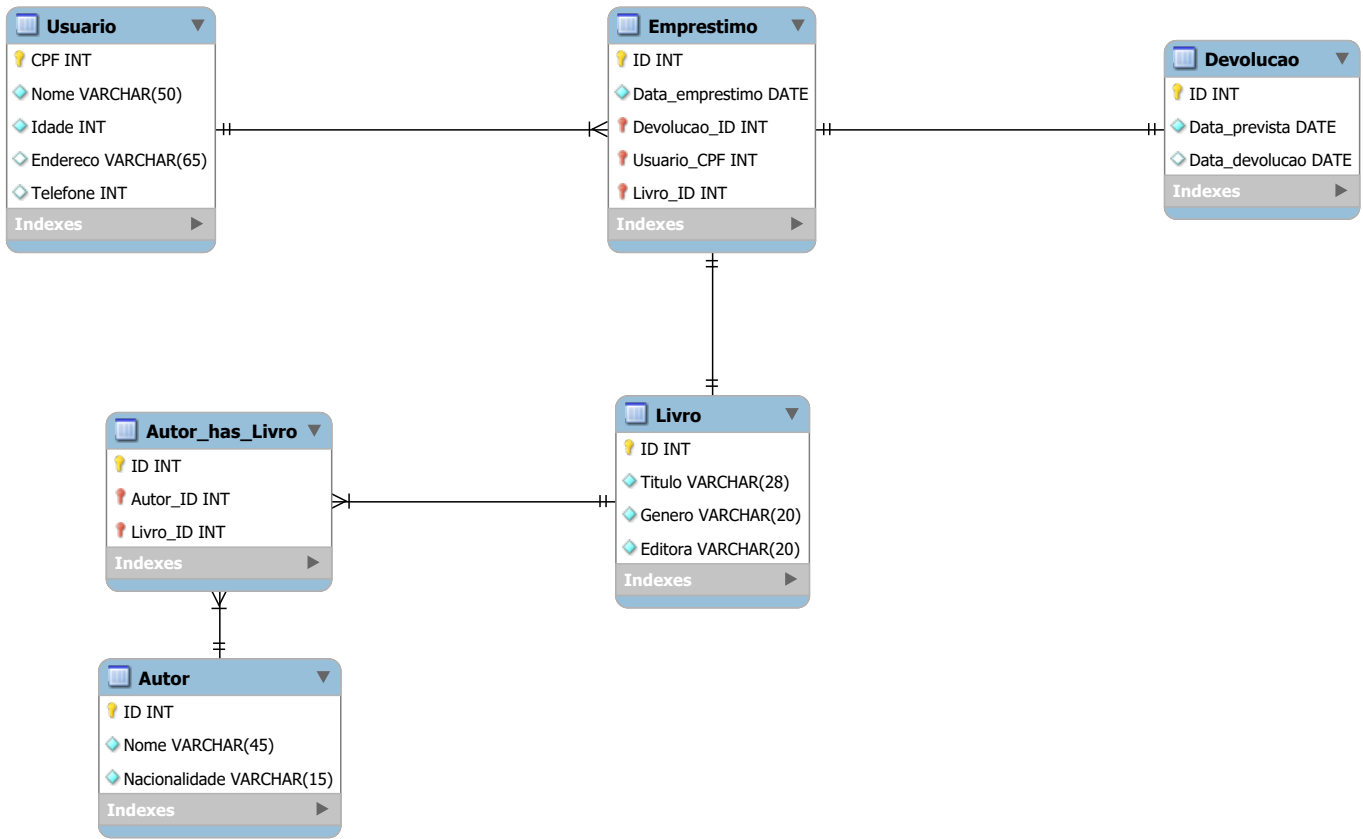 Usuario
CPF INT
Nome VARCHAR(50)
Idade INT
Endereco VARCHAR(65)
Telefone INT
Indexes
Emprestimo
ID INT
Data_emprestimo DATE
Devolucao_ID INT
Usuario_CPF INT
Livro_ID INT
Indexes
Devolucao
ID INT
Data_prevista DATE
Data_devolucao DATE
Indexes
Autor_has_Livro
ID INT
Autor_ID INT
Livro_ID INT
Indexes
Livro
ID INT
Titulo VARCHAR(28)
Genero VARCHAR(20)
Editora VARCHAR(20)
Indexes
Autor
ID INT
Nome VARCHAR(45)
Nacionalidade VARCHAR(15)
Indexes